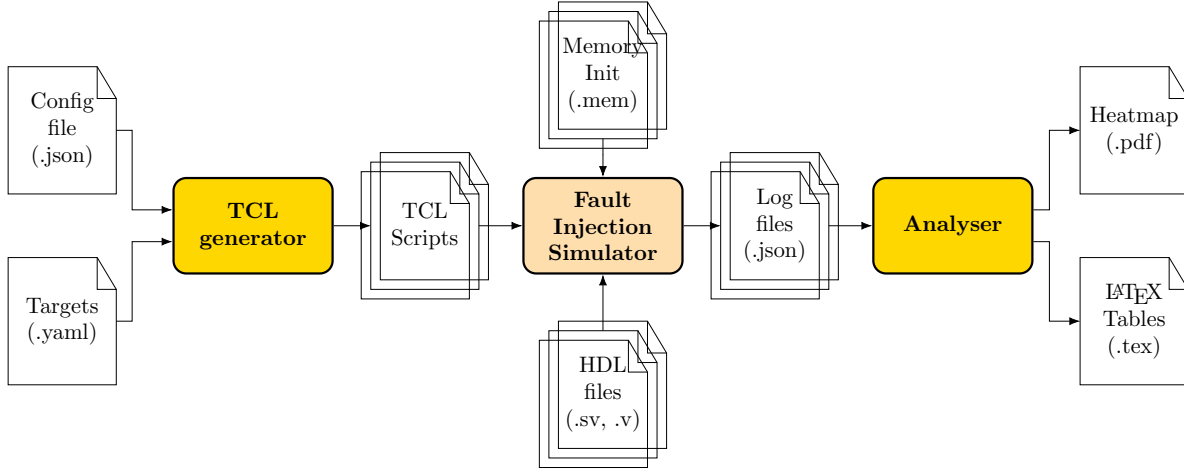 Config
file
(.json)
Targets
(.yaml)
TCL
generator
TCL
Scripts
Memory
Init
(.mem)
Fault
Injection
Simulator
HDL
files
(.sv, .v)
Log
files
(.json)
Analyser
Heatmap
(.pdf)
LATEX
Tables
(.tex)